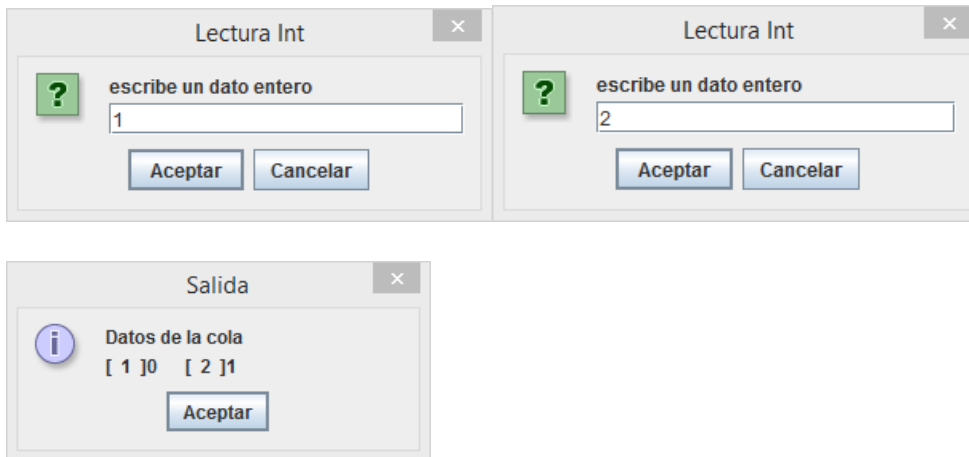 Lectura Int
escribe un dato entero
1
Aceptar Cancelar
Lectura Int
escribe un dato entero
2
Aceptar Cancelar
Salida
Datos de la cola
[ 1 ]0 [ 2 ]1
Aceptar